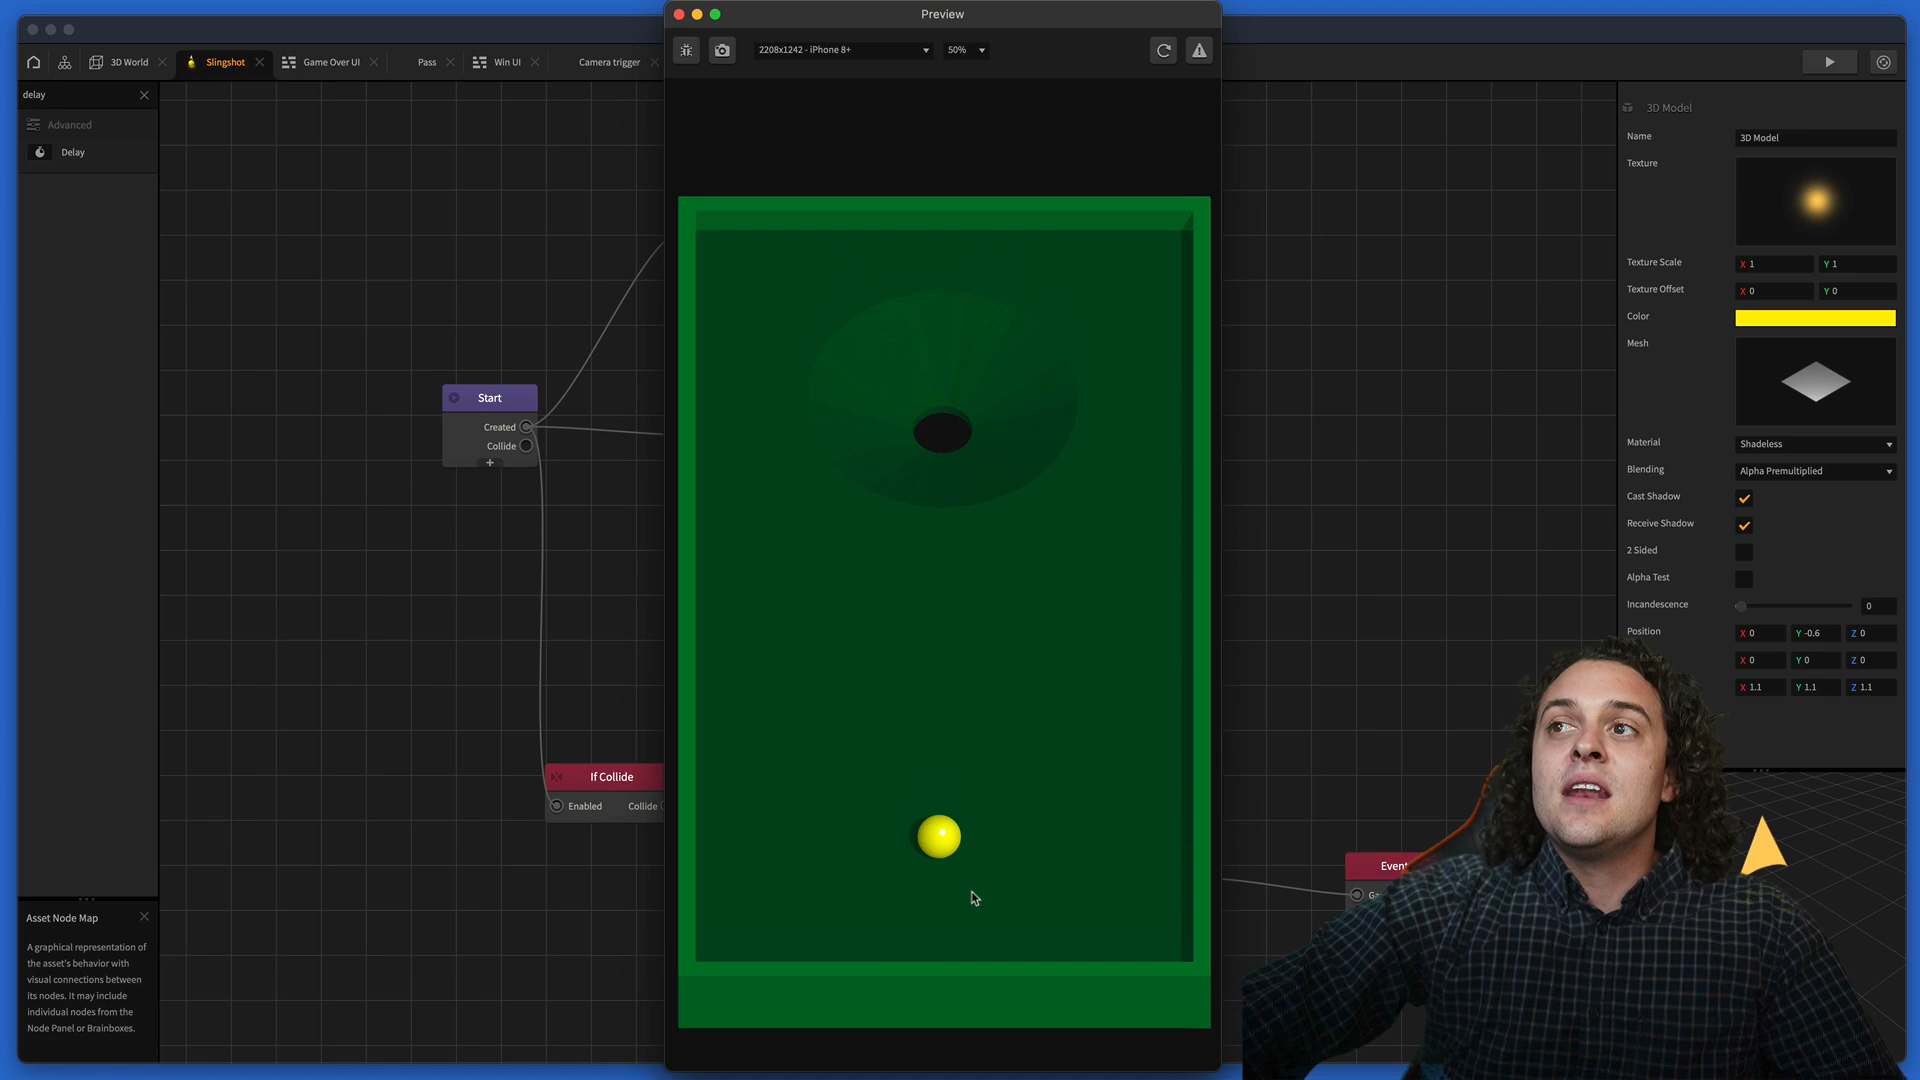 Preview
2208x1242 - iPhone 8+
50%
3D World
Slingshot
Game Over UI
Pass
Win UI
Camera trigger
delay
Advanced
Delay
Start
Created
Collide
+
If Collide
Enabled
Collide
Event
Asset Node Map
A graphical representation of
the asset's behavior with
visual connections between
its nodes. It may include
individual nodes from the
Node Panel or Brainboxes.
3D Model
Name
3D Model
Texture
Texture Scale
X 1
Y 1
Texture Offset
X 0
Y 0
Color
Mesh
Material
Shadeless
Blending
Alpha Premultiplied
Cast Shadow
Receive Shadow
2 Sided
Alpha Test
Incandescence
0
Position
X 0
Y -0.6
Z 0
X 0
Y 0
Z 0
X 1.1
Y 1.1
Z 1.1